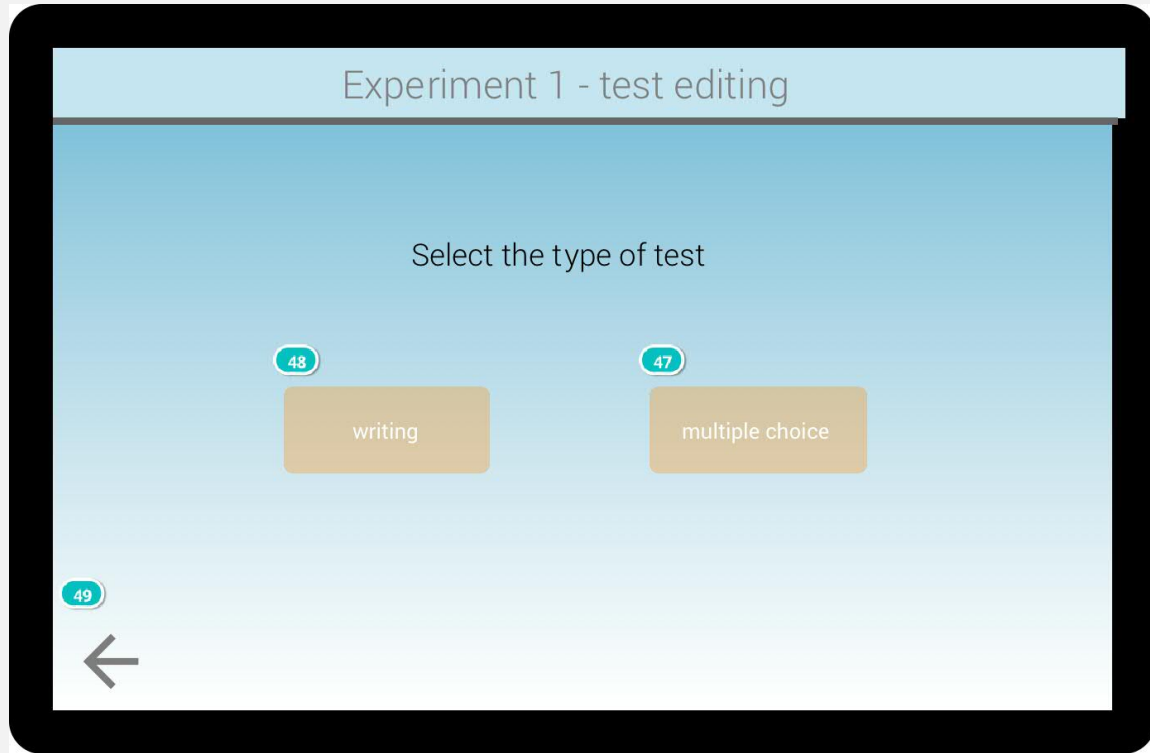 Experiment 1 - test editing
Select the type of test
48
47
writing
multiple choice
49